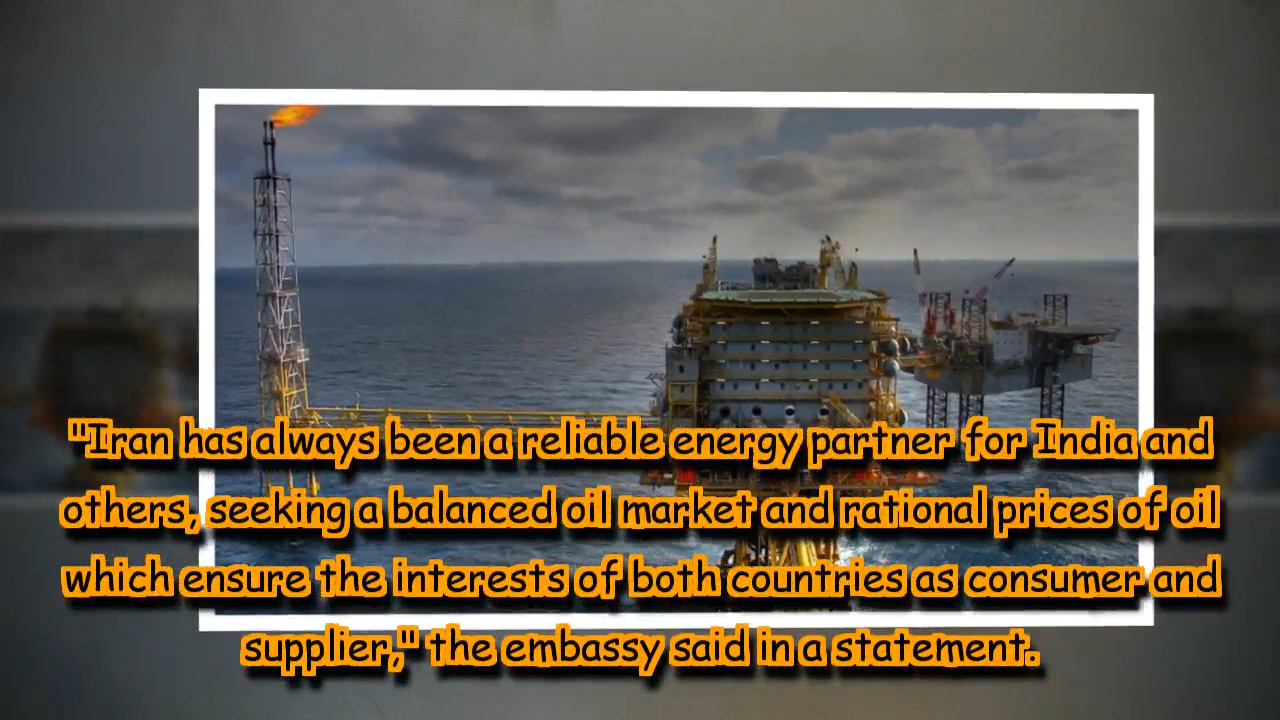 "Iran has always been a reliable energy partner for India and
others, seeking a balanced oil market and rational prices of oil
which ensure the interests of both countries as consumer and
supplier," the embassy said in a statement.